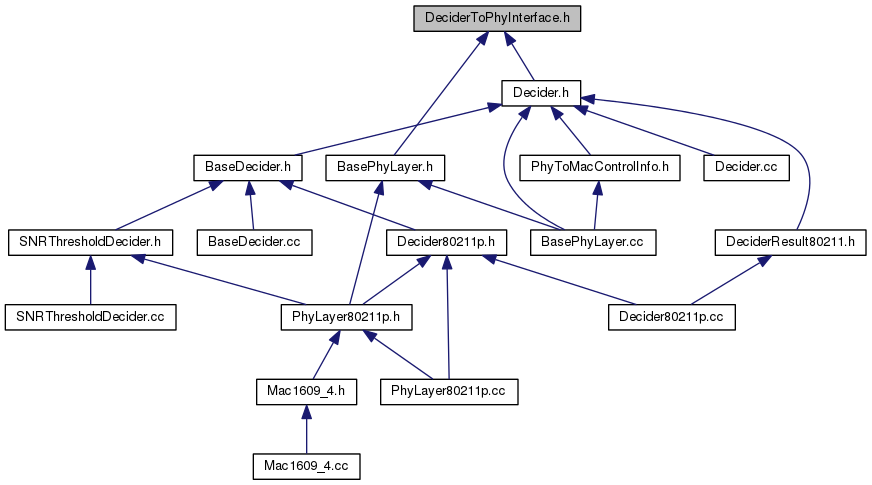 DeciderToPhyInterface.h
Decider.h
BaseDecider.h
BasePhyLayer.h
PhyToMacControlInfo.h
Decider.cc
SNRThresholdDecider.h
BaseDecider.cc
Decider80211p.h
BasePhyLayer.cc
DeciderResult80211.h
SNRThresholdDecider.cc
PhyLayer80211p.h
Decider80211p.cc
Mac1609_4.h
PhyLayer80211p.cc
Mac1609_4.cc